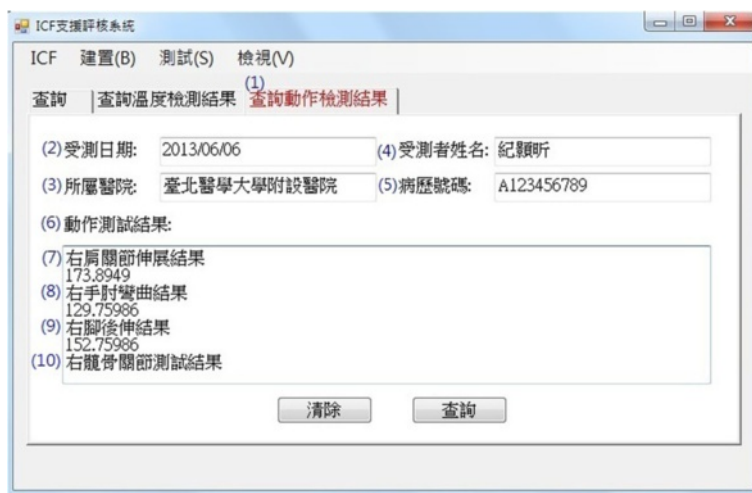 ICF支援評核系統
ICF 建置(B) 測試(S) 檢視(V)
(1)
查詢 查詢溫度檢測結果 查詢動作檢測結果
(2) 受測日期: 2013/06/06 (4) 受測者姓名: 紀顥昕
(3) 所屬醫院: 臺北醫學大學附設醫院 (5) 病歷號碼: A123456789
(6) 動作測試結果:
(7) 右肩關節伸展結果
173.8949
(8) 右手肘彎曲結果
129.75986
(9) 右腳後伸結果
152.75986
(10) 右髖骨關節測試結果
清除 查詢